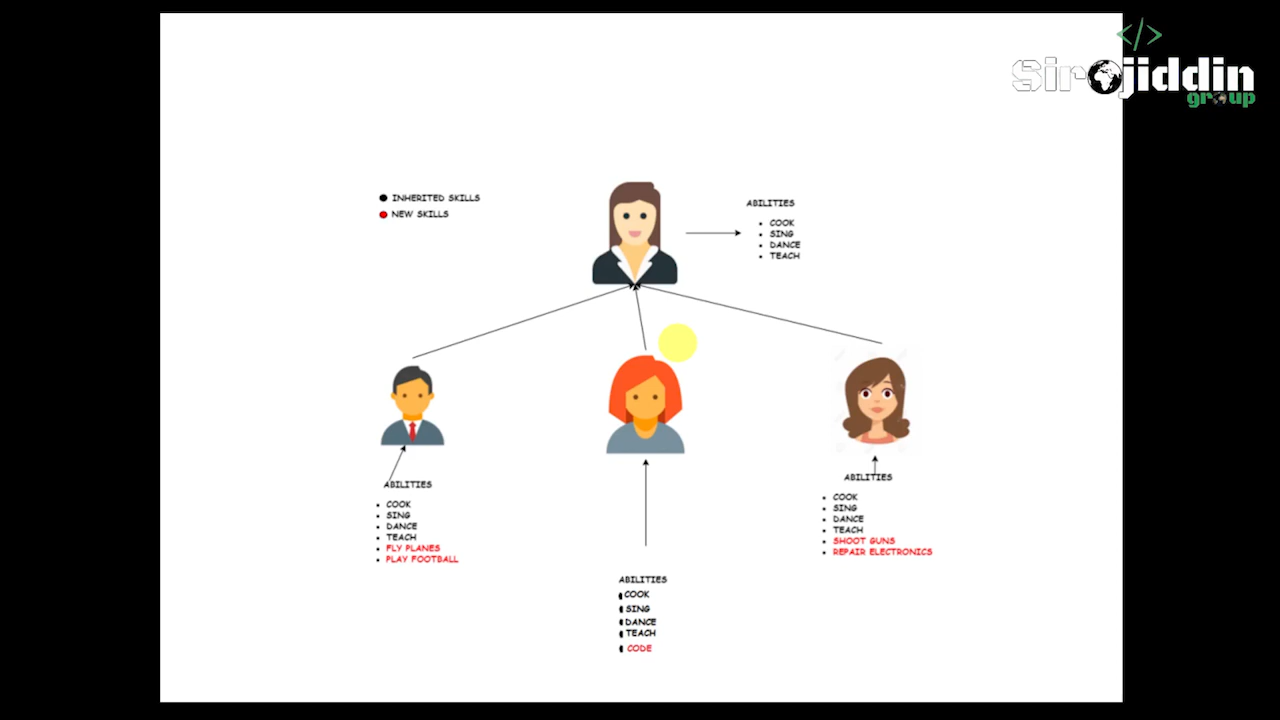 </>
Sirojiddin
group
INHERITED SKILLS
NEW SKILLS
ABILITIES
COOK
SING
DANCE
TEACH
ABILITIES
COOK
SING
DANCE
TEACH
FLY PLANES
PLAY FOOTBALL
ABILITIES
COOK
SING
DANCE
TEACH
CODE
ABILITIES
COOK
SING
DANCE
TEACH
SHOOT GUNS
REPAIR ELECTRONICS